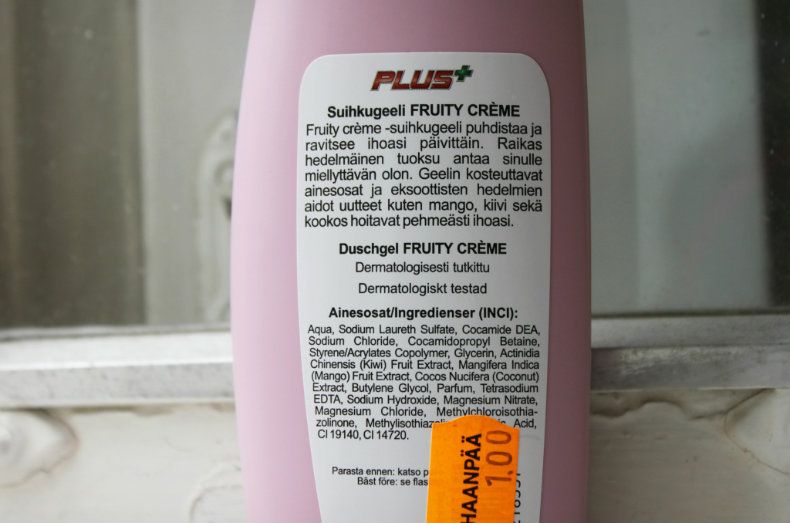 PLUS+
Suihkugeeli FRUITY CRÈME
Fruity crème -suihkugeeli puhdistaa ja
ravitsee ihoasi päivittäin. Raikas
hedelmäinen tuoksu antaa sinulle
miellyttävän olon. Geelin kosteuttavat
ainesosat ja eksoottisten hedelmien
aidot uutteet kuten mango, kiivi sekä
kookos hoitavat pehmeästi ihoasi.
Duschgel FRUITY CRÈME
Dermatologisesti tutkittu
Dermatologiskt testad
Ainesosat/Ingredienser (INCI):
Aqua, Sodium Laureth Sulfate, Cocamide DEA,
Sodium Chloride, Cocamidopropyl Betaine,
Styrene/Acrylates Copolymer, Glycerin, Actinidia
Chinensis (Kiwi) Fruit Extract, Mangifera Indica
(Mango) Fruit Extract, Cocos Nucifera (Coconut)
Extract, Butylene Glycol, Parfum, Tetrasodium
EDTA, Sodium Hydroxide, Magnesium Nitrate,
Magnesium Chloride, Methylchloroisothia-
zolinone, Acid,
CI 19140, CI 14720.
Parasta ennen: katso
Bäst före: se
HAANPÄÄ
1,00